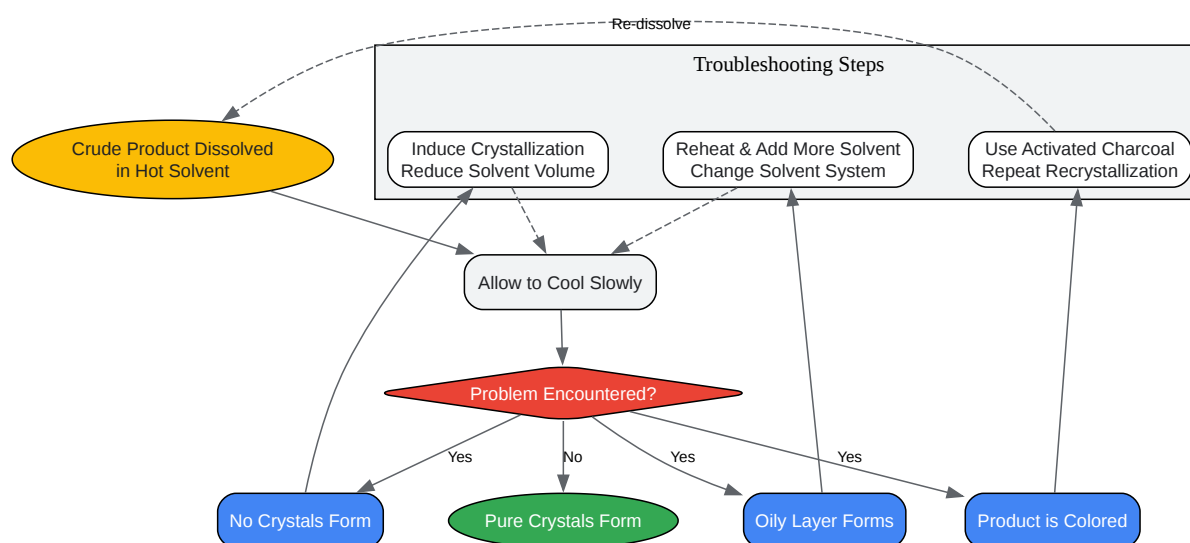 Re-dissolve
Troubleshooting Steps
Crude Product Dissolved
in Hot Solvent
Induce Crystallization
Reduce Solvent Volume
Reheat & Add More Solvent
Change Solvent System
Use Activated Charcoal
Repeat Recrystallization
Allow to Cool Slowly
Problem Encountered?
Yes
No
Yes
Yes
No Crystals Form
Pure Crystals Form
Oily Layer Forms
Product is Colored